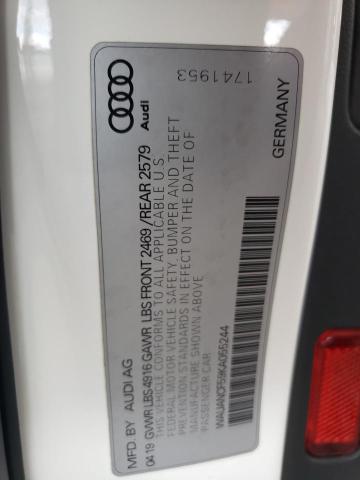 MFD. BY AUDI AG
04.19 GVWR LBS 4916 GAWR LBS FRONT 2469 / REAR 2579
THIS VEHICLE CONFORMS TO ALL APPLICABLE U.S.
FEDERAL MOTOR VEHICLE SAFETY, BUMPER AND THEFT
PREVENTION STANDARDS IN EFFECT ON THE DATE OF
MANUFACTURE SHOWN ABOVE
PASSENGER CAR
WAUANCF59KA055244
GERMANY
Audi
1741953